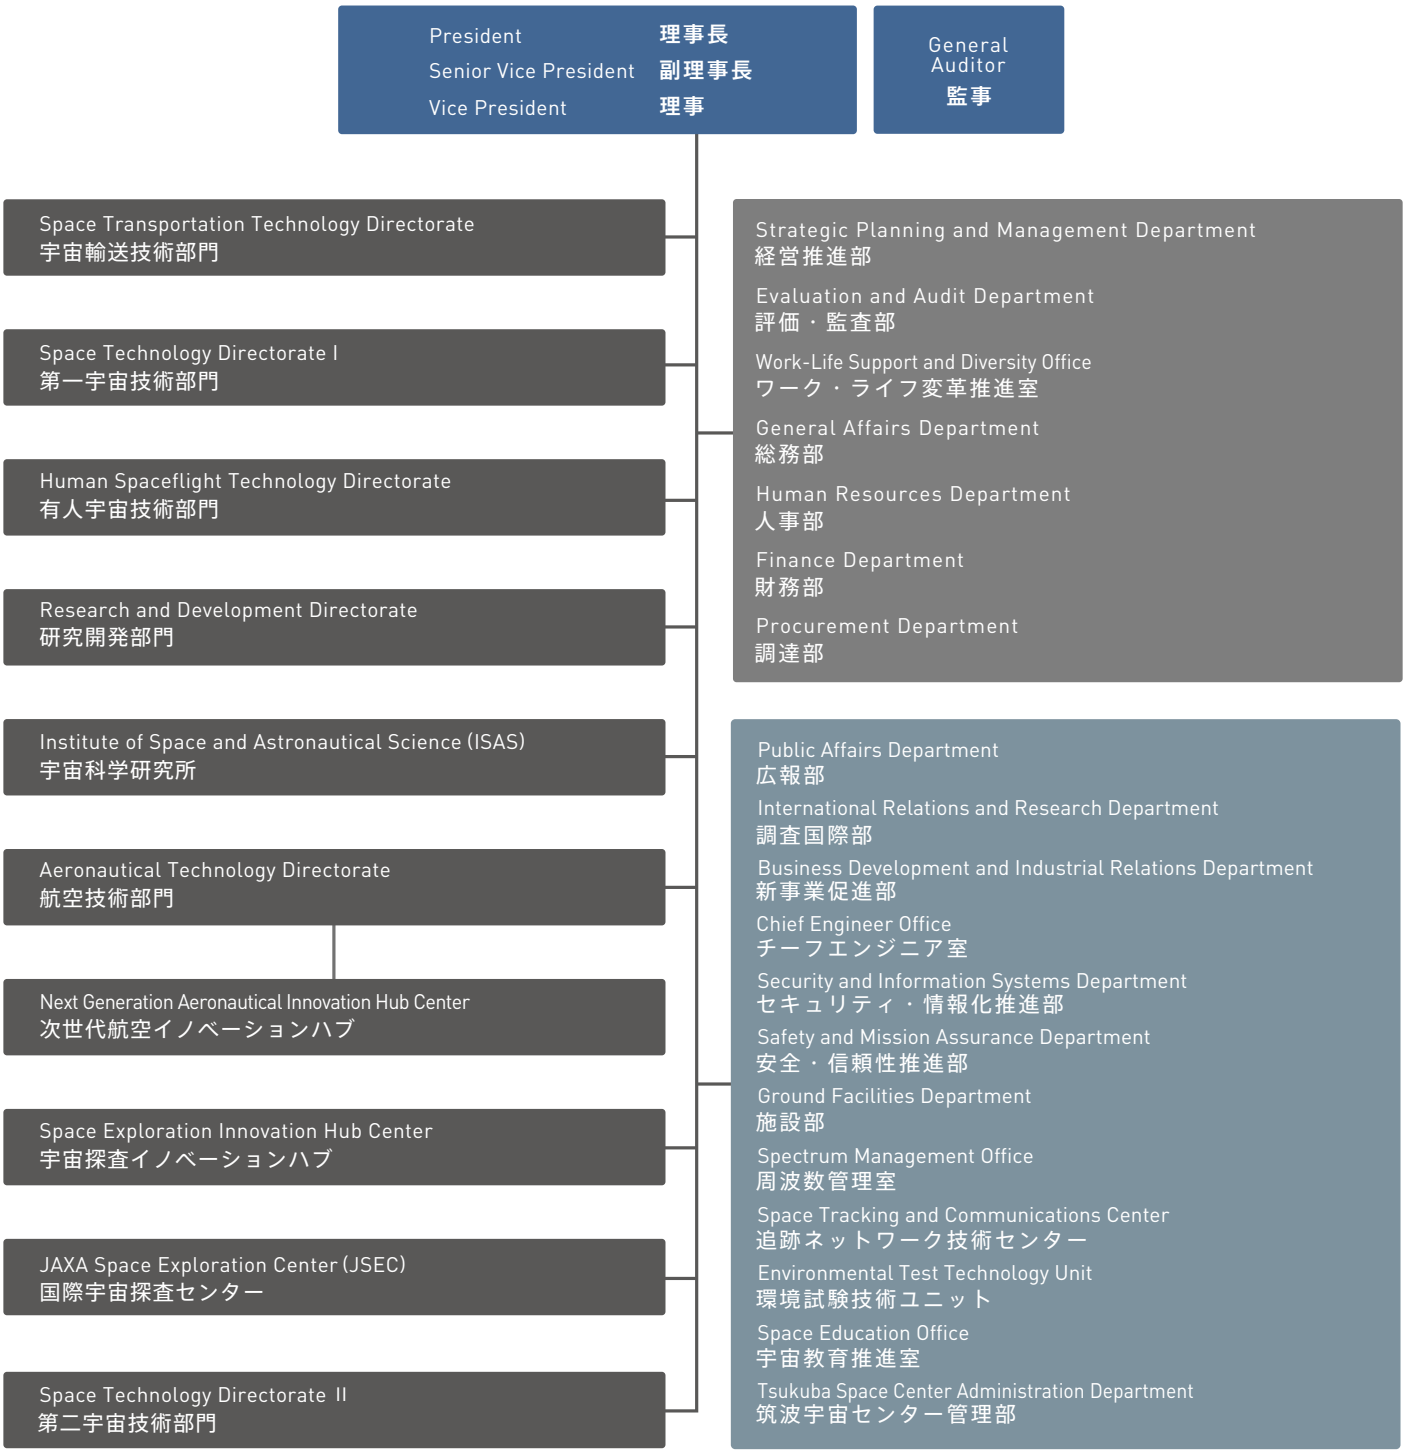 President 理事長
Senior Vice President 副理事長
Vice President 理事
General
Auditor
監事
Space Transportation Technology Directorate
宇宙輸送技術部門
Space Technology Directorate I
第一宇宙技術部門
Human Spaceflight Technology Directorate
有人宇宙技術部門
Research and Development Directorate
研究開発部門
Institute of Space and Astronautical Science (ISAS)
宇宙科学研究所
Aeronautical Technology Directorate
航空技術部門
Next Generation Aeronautical Innovation Hub Center
次世代航空イノベーションハブ
Space Exploration Innovation Hub Center
宇宙探査イノベーションハブ
JAXA Space Exploration Center (JSEC)
国際宇宙探査センター
Space Technology Directorate II
第二宇宙技術部門
Strategic Planning and Management Department
経営推進部
Evaluation and Audit Department
評価・監査部
Work-Life Support and Diversity Office
ワーク・ライフ変革推進室
General Affairs Department
総務部
Human Resources Department
人事部
Finance Department
財務部
Procurement Department
調達部
Public Affairs Department
広報部
International Relations and Research Department
調査国際部
Business Development and Industrial Relations Department
新事業促進部
Chief Engineer Office
チーフエンジニア室
Security and Information Systems Department
セキュリティ・情報化推進部
Safety and Mission Assurance Department
安全・信頼性推進部
Ground Facilities Department
施設部
Spectrum Management Office
周波数管理室
Space Tracking and Communications Center
追跡ネットワーク技術センター
Environmental Test Technology Unit
環境試験技術ユニット
Space Education Office
宇宙教育推進室
Tsukuba Space Center Administration Department
筑波宇宙センター管理部